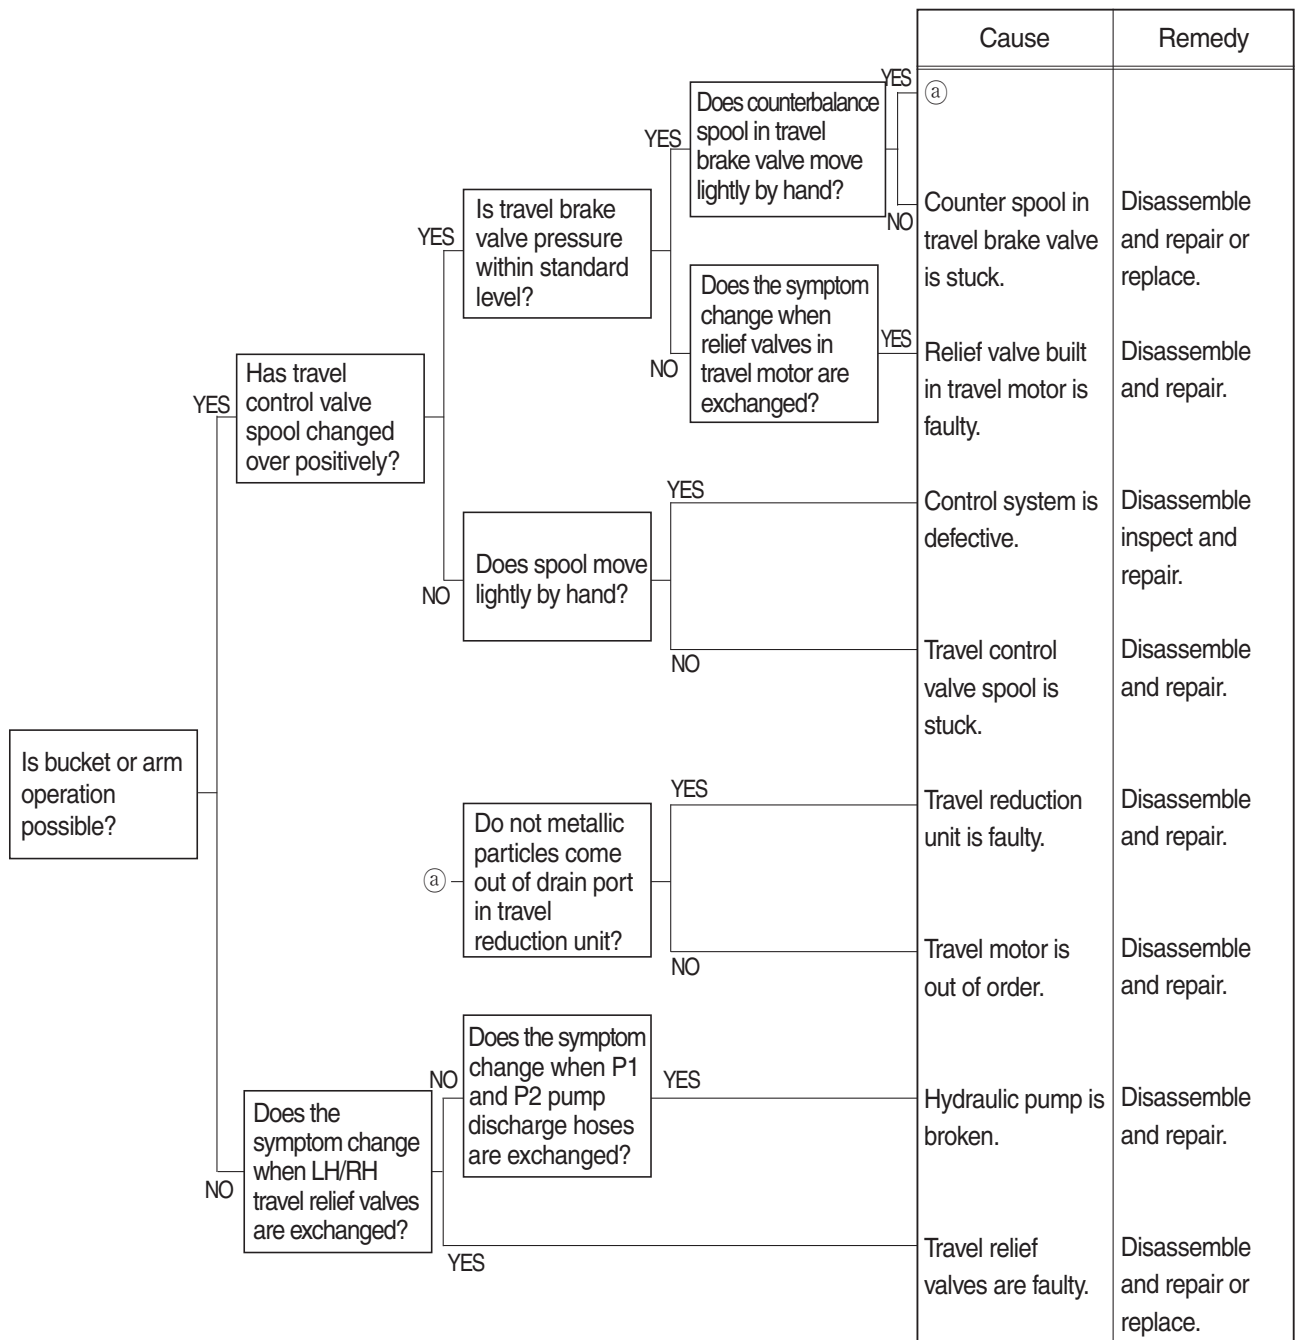 Cause
Remedy
YES
ⓐ
Does counterbalance
spool in travel
brake valve move
lightly by hand?
YES
NO
Counter spool in
travel brake valve
is stuck.
Disassemble
and repair or
replace.
Is travel brake
valve pressure
within standard
level?
YES
Does the symptom
change when
relief valves in
travel motor are
exchanged?
YES
NO
Relief valve built
in travel motor is
faulty.
Disassemble
and repair.
Has travel
control valve
spool changed
over positively?
YES
YES
Control system is
defective.
Disassemble
inspect and
repair.
Does spool move
lightly by hand?
NO
NO
Travel control
valve spool is
stuck.
Disassemble
and repair.
Is bucket or arm
operation
possible?
YES
Travel reduction
unit is faulty.
Disassemble
and repair.
ⓐ
Do not metallic
particles come
out of drain port
in travel
reduction unit?
NO
Travel motor is
out of order.
Disassemble
and repair.
Does the symptom
change when P1
and P2 pump
discharge hoses
are exchanged?
NO
YES
Hydraulic pump is
broken.
Disassemble
and repair.
Does the
symptom change
when LH/RH
travel relief valves
are exchanged?
NO
YES
Travel relief
valves are faulty.
Disassemble
and repair or
replace.